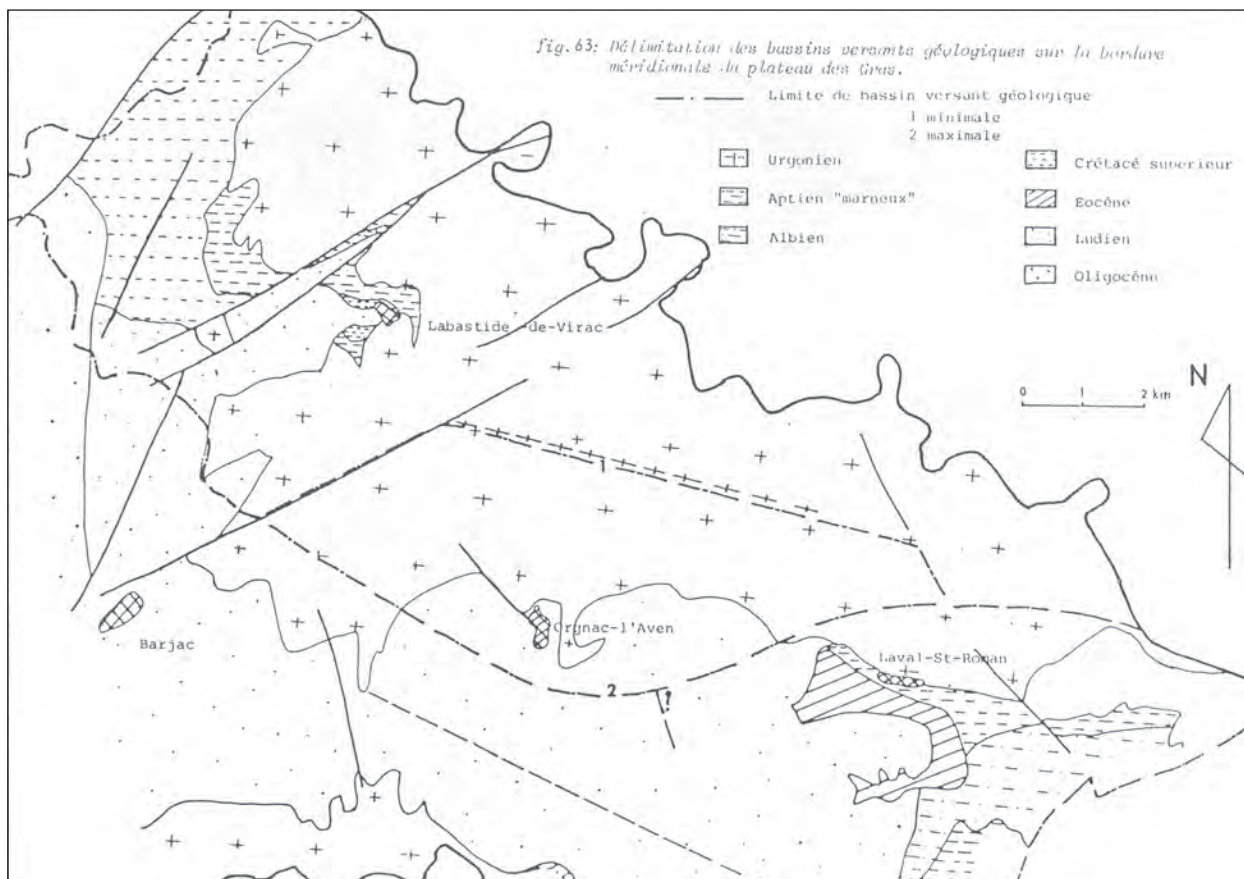 fig. 63: Délimitation des bassins versants géologiques sur la bordure
méridionale du plateau des Gras.
Limite de bassin versant géologique
1 minimale
2 maximale
Urgonien
Aptien "marneux"
Albien
Crétacé supérieur
Eocène
Ludien
Oligocène
Labastide-de-Virac
0 1 2 km
N
1
Barjac
Orgnac-l'Aven
2
?
Laval-St-Roman